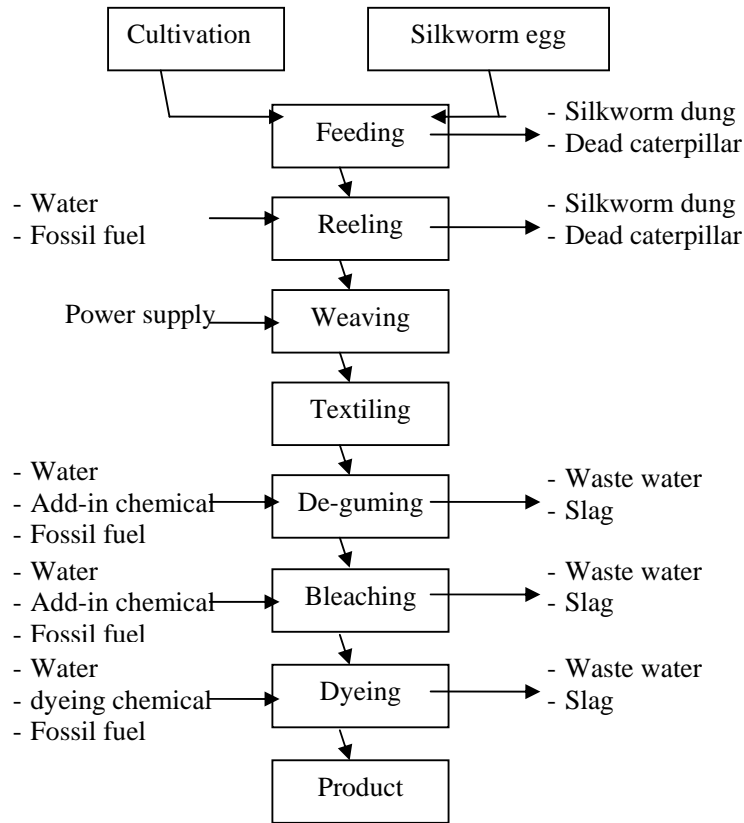 Cultivation
Silkworm egg
Feeding
- Silkworm dung
- Dead caterpillar
- Water
- Fossil fuel
Reeling
- Silkworm dung
- Dead caterpillar
Power supply
Weaving
Textiling
- Water
- Add-in chemical
- Fossil fuel
De-guming
- Waste water
- Slag
- Water
- Add-in chemical
- Fossil fuel
Bleaching
- Waste water
- Slag
- Water
- dyeing chemical
- Fossil fuel
Dyeing
- Waste water
- Slag
Product